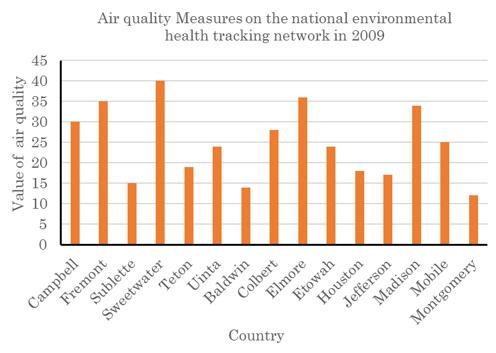 Air quality Measures on the national environmental
health tracking network in 2009
Value of air quality
45
40
35
30
25
20
15
10
5
0
Campbell
Fremont
Sublette
Sweetwater
Teton
Uinta
Baldwin
Colbert
Elmore
Etowah
Houston
Jefferson
Madison
Mobile
Montgomery
Country